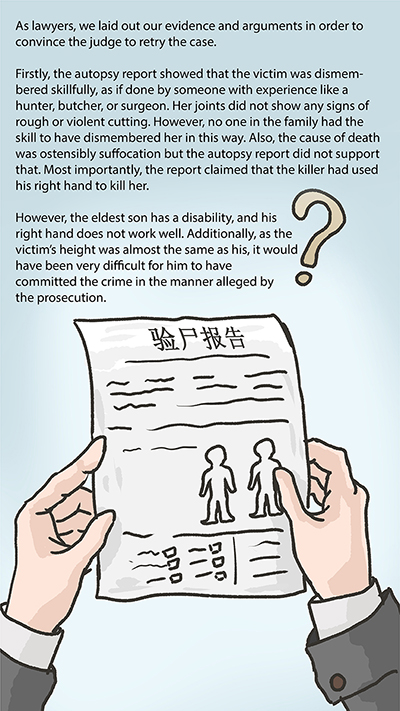 As lawyers, we laid out our evidence and arguments in order to
convince the judge to retry the case.
Firstly, the autopsy report showed that the victim was dismem-
bered skillfully, as if done by someone with experience like a
hunter, butcher, or surgeon. Her joints did not show any signs of
rough or violent cutting. However, no one in the family had the
skill to have dismembered her in this way. Also, the cause of death
was ostensibly suffocation but the autopsy report did not support
that. Most importantly, the report claimed that the killer had used
his right hand to kill her.
However, the eldest son has a disability, and his
right hand does not work well. Additionally, as the
victim's height was almost the same as his, it would
have been very difficult for him to have
committed the crime in the manner alleged by
the prosecution.
?
验尸报告